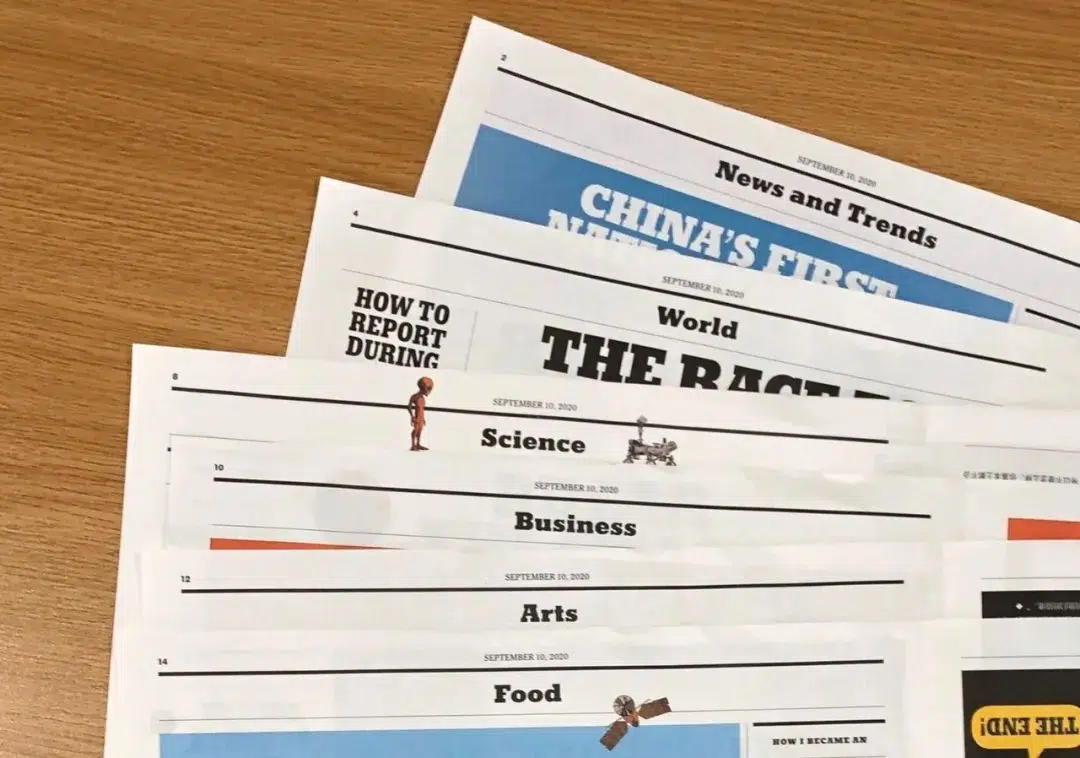 2
SEPTEMBER 10, 2020
News and Trends
CHINA'S FIRST
4
SEPTEMBER 10, 2020
World
HOW TO
REPORT
DURING
THE RACE
8
SEPTEMBER 10, 2020
Science
10
SEPTEMBER 10, 2020
Business
12
SEPTEMBER 10, 2020
Arts
14
SEPTEMBER 10, 2020
Food
HOW I BECAME AN
THE END!